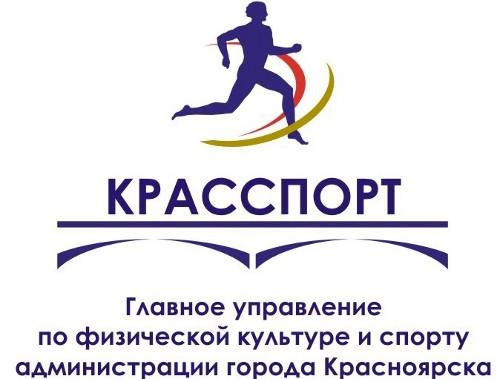 КРАССПОРТ
Главное управление
по физической культуре и спорту
администрации города Красноярска